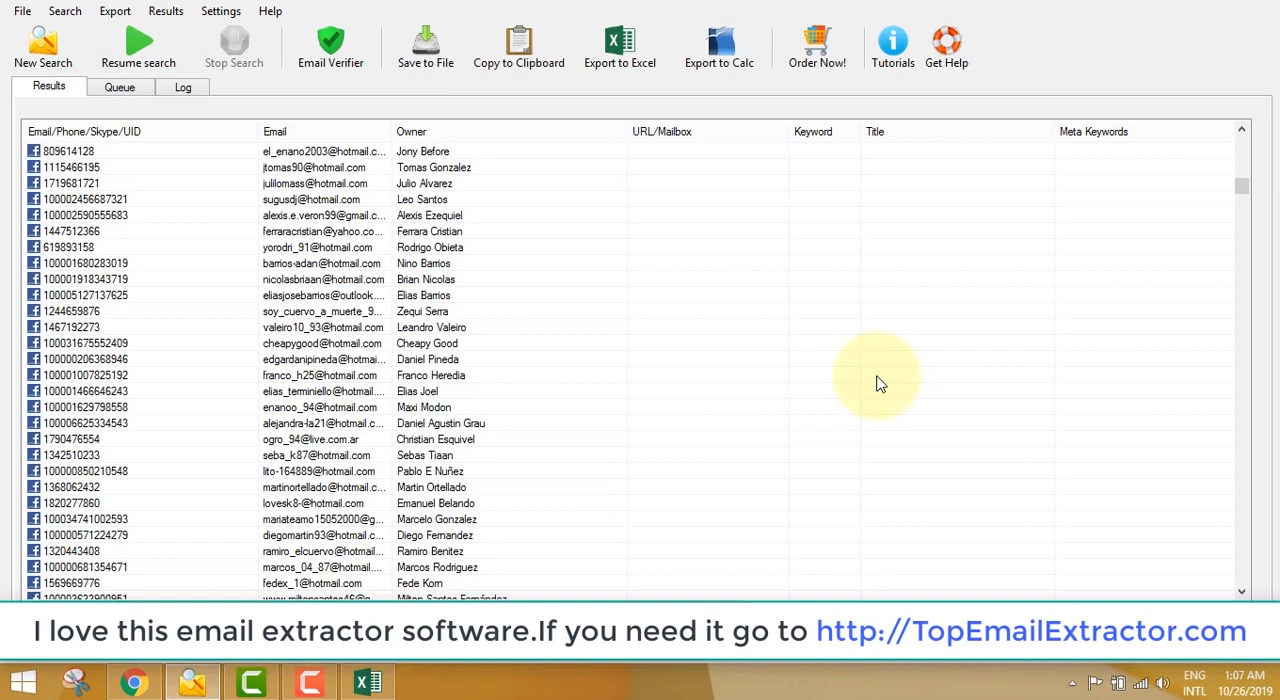 File Search Export Results Settings Help
New Search Resume search Stop Search Email Verifier Save to File Copy to Clipboard Export to Excel Export to Calc Order Now! Tutorials Get Help
Results Queue Log
Email/Phone/Skype/UID Email Owner URL/Mailbox Keyword Title Meta Keywords
809614128 el_enano2003@hotmail.c... Jony Before
1115466195 jtomas90@hotmail.com Tomas Gonzalez
1719681721 julilomass@hotmail.com Julio Alvarez
100002456687321 sugusdj@hotmail.com Leo Santos
100002590555683 alexis.e.veron99@gmail.c... Alexis Ezequiel
1447512366 ferraracristian@yahoo.co... Ferrara Cristian
619893158 yorodri_91@hotmail.com Rodrigo Obieta
100001680283019 barrios-adan@hotmail.com Nino Barrios
100001918343719 nicolasbriaan@hotmail.com Brian Nicolas
100005127137625 eliasjosebarrios@outlook.... Elias Barrios
1244659876 soy_cuervo_a_muerte_9... Zequi Serra
1467192273 valeiro10_93@hotmail.com Leandro Valeiro
100031675552409 cheapygood@hotmail.com Cheapy Good
100000206368946 edgardanipineda@hotmai... Daniel Pineda
100001007825192 franco_h25@hotmail.com Franco Heredia
100001466646243 elias_terminiello@hotmail.... Elias Joel
100001629798558 enanoo_94@hotmail.com Maxi Modon
100006625334543 alejandra-la21@hotmail.com Daniel Agustin Grau
1790476554 ogro_94@live.com.ar Christian Esquivel
1342510233 seba_k87@hotmail.com Sebas Tiaan
100000850210548 lito-164889@hotmail.com Pablo E Nuñez
1368062432 martinortellado@hotmail.c... Martin Ortellado
1820277860 lovesk8-@hotmail.com Emanuel Belando
100034741002593 mariateamo15052000@g... Marcelo Gonzalez
100000571224279 diegomartin93@hotmail.com Diego Fernandez
1320443408 ramiro_elcuervo@hotmail... Ramiro Benitez
100000681354671 marcos_04_87@hotmail.... Marcos Rodriguez
1569669776 fedex_1@hotmail.com Fede Korn
I love this email extractor software.If you need it go to http://TopEmailExtractor.com
ENG 1:07 AM
INTL 10/26/2019